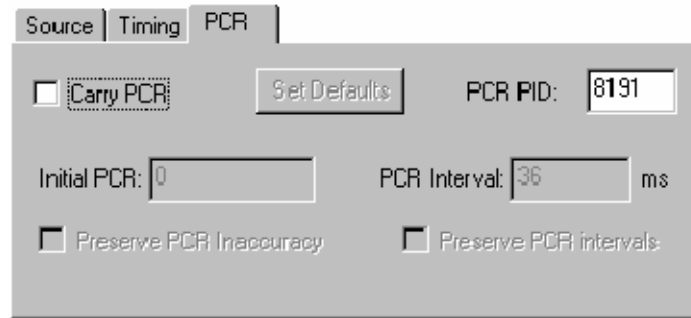 Source Timing PCR
Carry PCR Set Defaults PCR PID: 8191
Initial PCR: 0 PCR Interval: 36 ms
Preserve PCR Inaccuracy Preserve PCR intervals